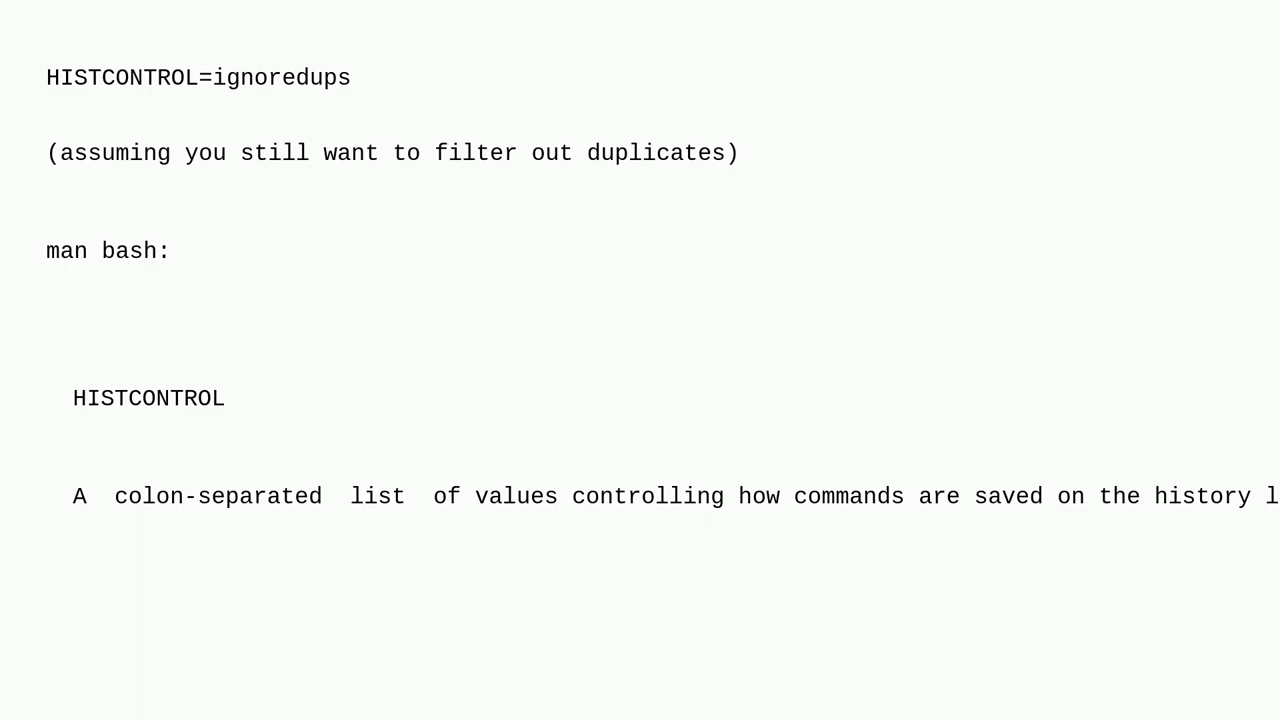 HISTCONTROL=ignoredups
(assuming you still want to filter out duplicates)
man bash:
HISTCONTROL
A  colon-separated  list  of values controlling how commands are saved on the history